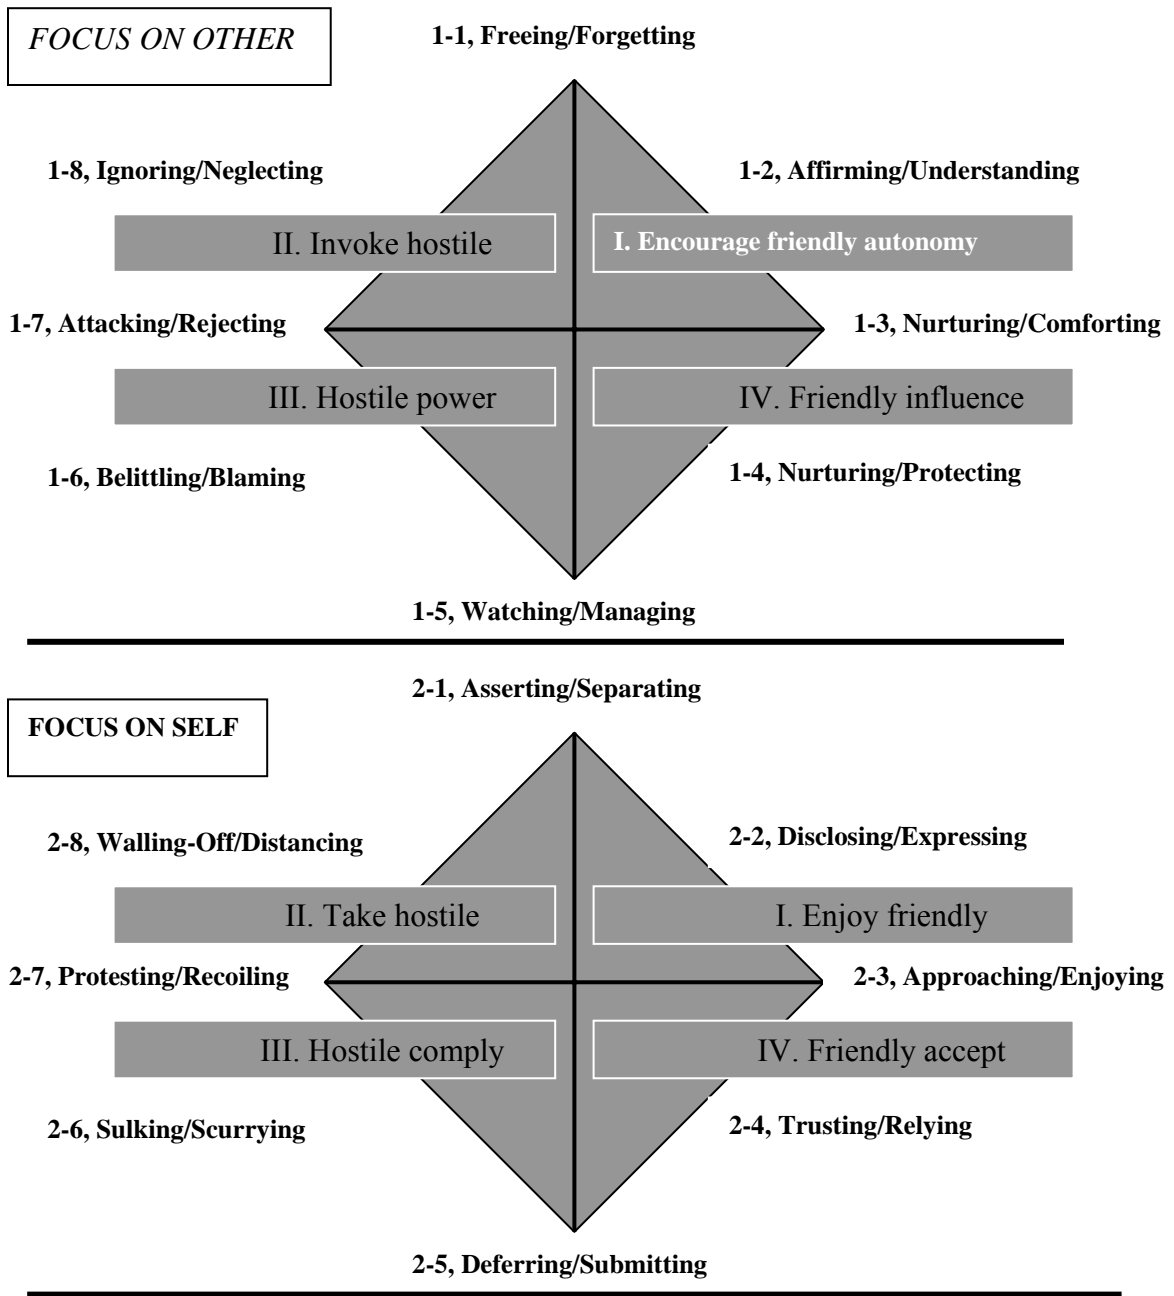 FOCUS ON OTHER
1-1, Freeing/Forgetting
1-8, Ignoring/Neglecting
1-2, Affirming/Understanding
II. Invoke hostile
I. Encourage friendly autonomy
1-7, Attacking/Rejecting
1-3, Nurturing/Comforting
III. Hostile power
IV. Friendly influence
1-6, Belittling/Blaming
1-4, Nurturing/Protecting
1-5, Watching/Managing
2-1, Asserting/Separating
FOCUS ON SELF
2-8, Walling-Off/Distancing
2-2, Disclosing/Expressing
II. Take hostile
I. Enjoy friendly
2-7, Protesting/Recoiling
2-3, Approaching/Enjoying
III. Hostile comply
IV. Friendly accept
2-6, Sulking/Scurrying
2-4, Trusting/Relying
2-5, Deferring/Submitting